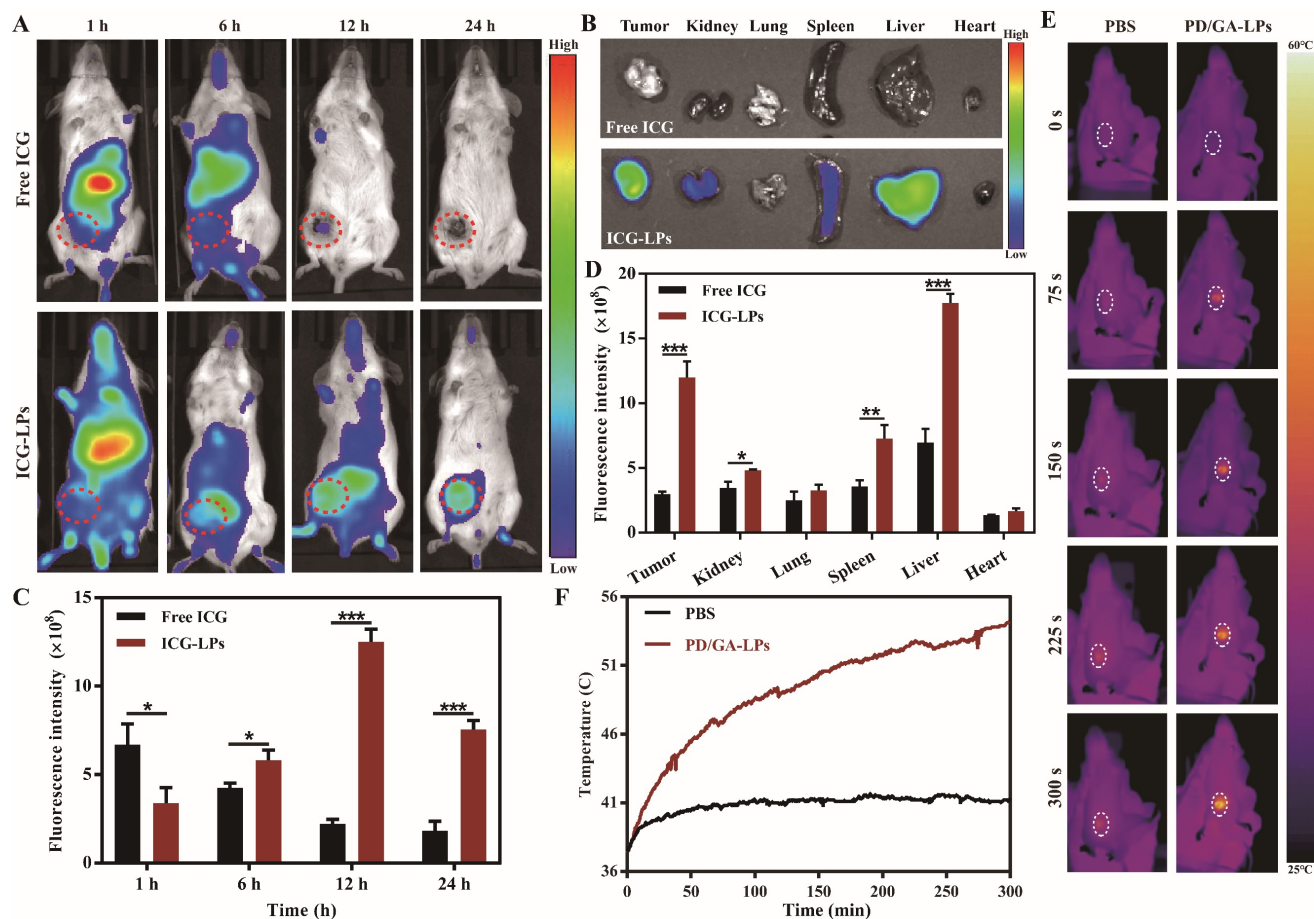 A
1 h 6 h 12 h 24 h
High
Free ICG
ICG-LPs
Low
B
Tumor Kidney Lung Spleen Liver Heart
High
Free ICG
ICG-LPs
Low
C
Fluorescence intensity (×10⁸)
15
10
5
0
Free ICG
ICG-LPs
*
*
***
***
1 h 6 h 12 h 24 h
Time (h)
D
Fluorescence intensity (×10⁸)
20
15
10
5
0
Free ICG
ICG-LPs
***
*
**
***
Tumor Kidney Lung Spleen Liver Heart
E
PBS PD/GA-LPs
60°C
0 s
75 s
150 s
225 s
300 s
25°C
F
Temperature (C)
56
51
46
41
36
PBS
PD/GA-LPs
0 50 100 150 200 250 300
Time (min)